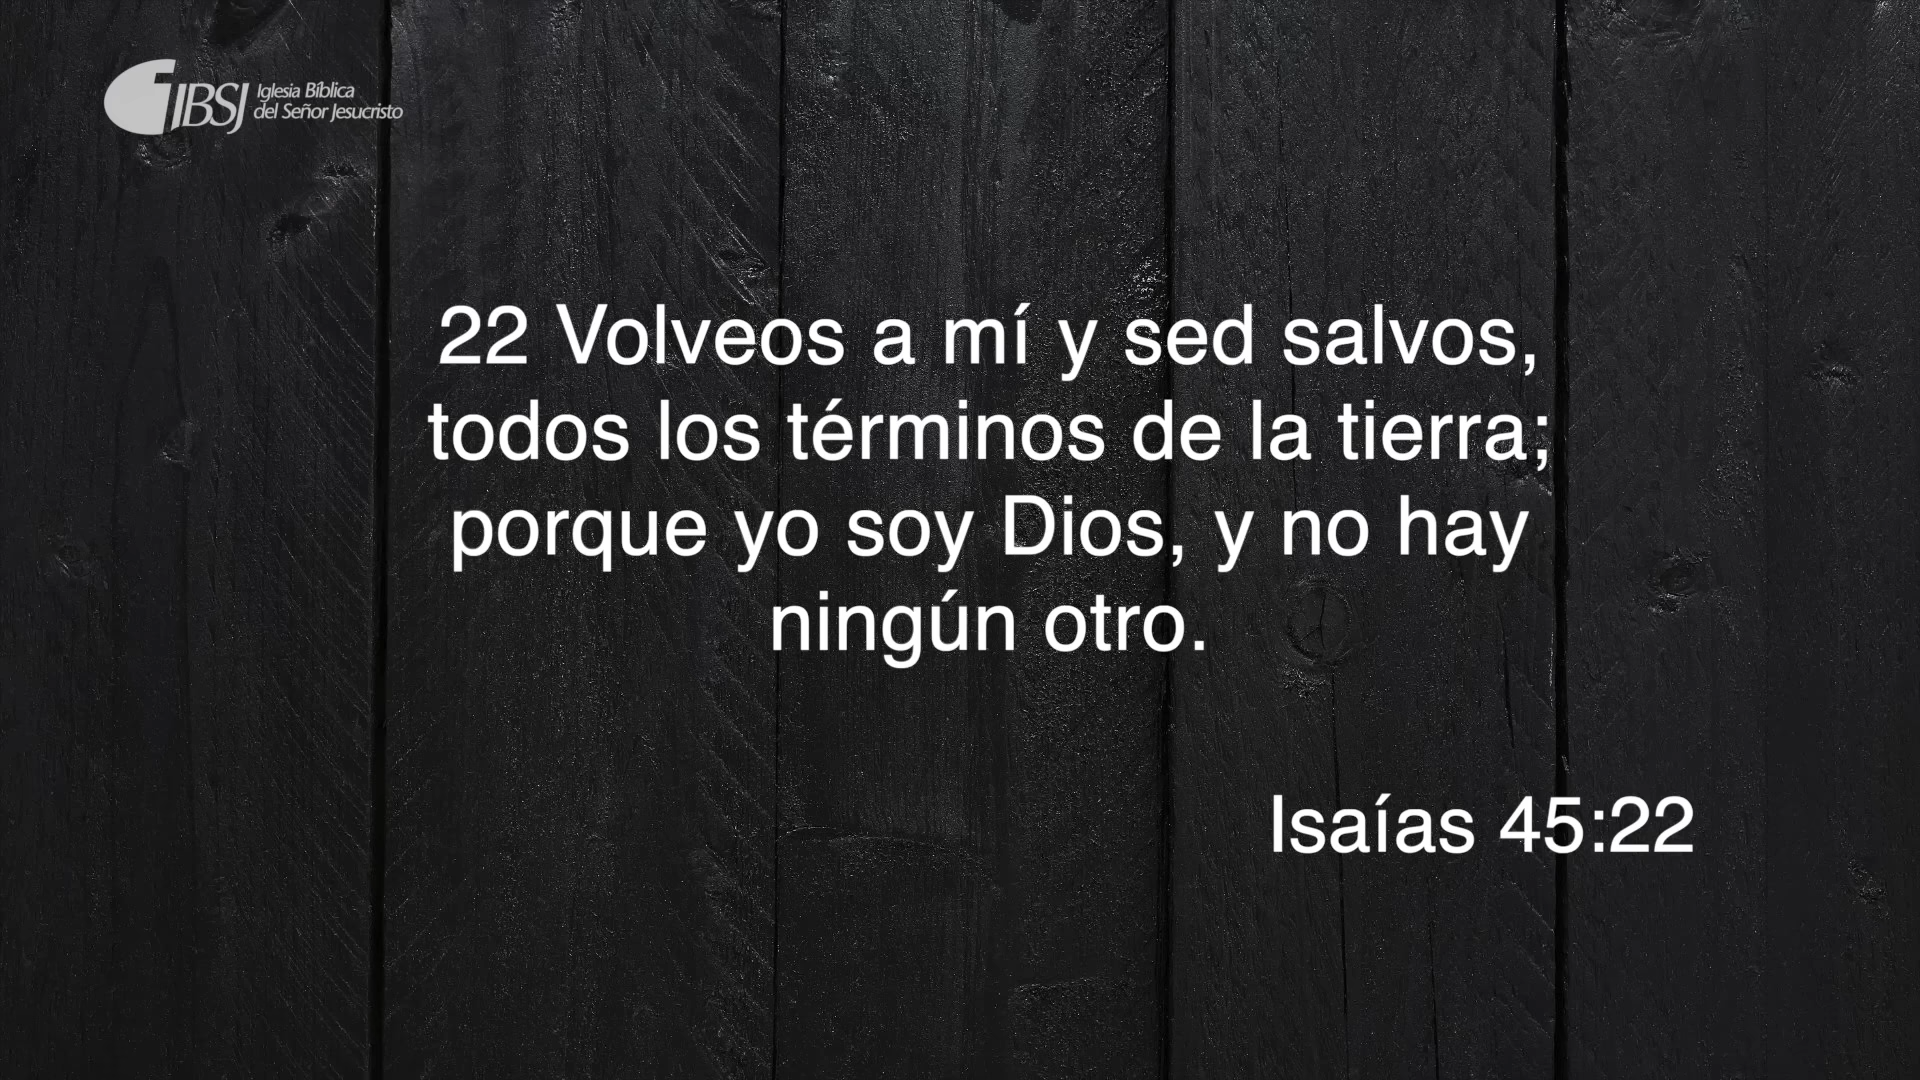 IBSJ
Iglesia Bíblica
del Señor Jesucristo
22 Volveos a mí y sed salvos,
todos los términos de la tierra;
porque yo soy Dios, y no hay
ningún otro.
Isaías 45:22